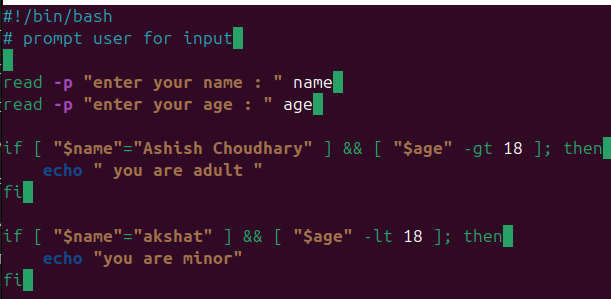 #!/bin/bash
# prompt user for input
read -p "enter your name : " name
read -p "enter your age : " age
if [ "$name"="Ashish Choudhary" ] && [ "$age" -gt 18 ]; then
echo " you are adult "
fi
if [ "$name"="akshat" ] && [ "$age" -lt 18 ]; then
echo "you are minor"
fi